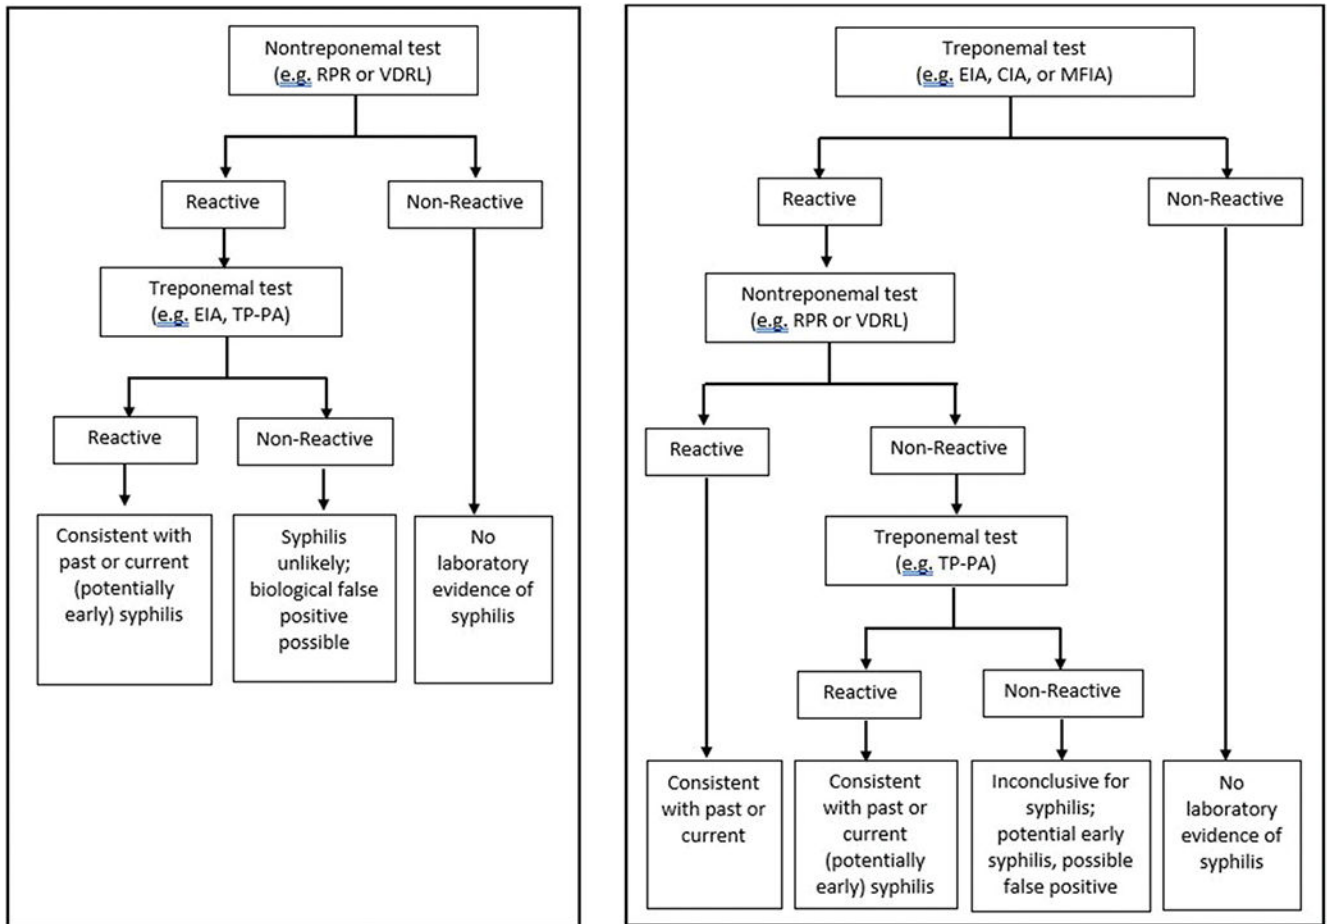 Nontreponemal test
(e.g. RPR or VDRL)
Reactive
Non-Reactive
Treponemal test
(e.g. EIA, TP-PA)
Reactive
Non-Reactive
Consistent with
past or current
(potentially
early) syphilis
Syphilis
unlikely;
biological false
positive
possible
No
laboratory
evidence of
syphilis
Treponemal test
(e.g. EIA, CIA, or MFIA)
Reactive
Non-Reactive
Nontreponemal test
(e.g. RPR or VDRL)
Reactive
Non-Reactive
Treponemal test
(e.g. TP-PA)
Reactive
Non-Reactive
Consistent
with past or
current
Consistent
with past or
current
(potentially
early) syphilis
Inconclusive for
syphilis;
potential early
syphilis, possible
false positive
No
laboratory
evidence of
syphilis